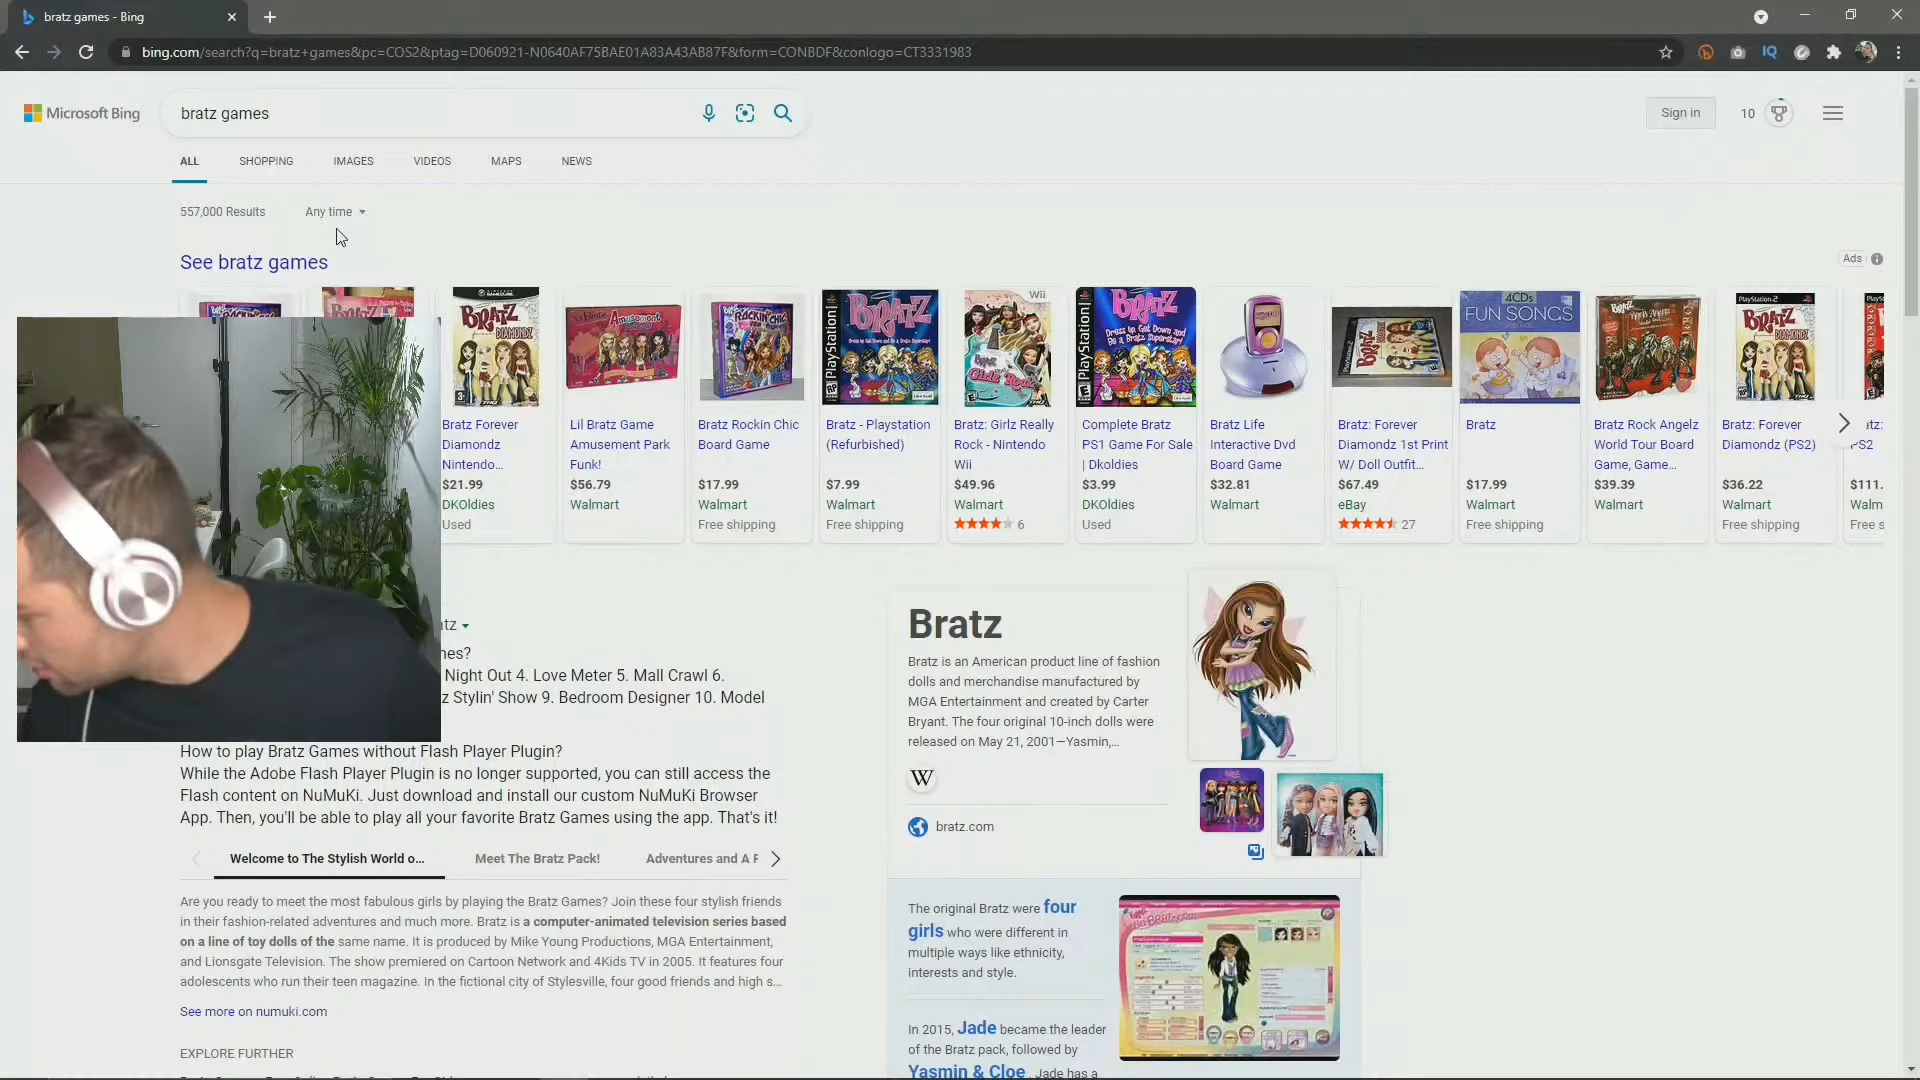 bratz games - Bing
bing.com/search?q=bratz+games&pc=COS2&ptag=D060921-N0640AF75BAE01A83A43AB87F&form=CONBDF&conlogo=CT3331983
IQ
Microsoft Bing
bratz games
Sign in
10
ALL
SHOPPING
IMAGES
VIDEOS
MAPS
NEWS
557,000 Results
Any time
See bratz games
Ads
Bratz Forever
Diamondz
Nintendo...
$21.99
DKOldies
Used
Lil Bratz Game
Amusement Park
Funk!
$56.79
Walmart
Bratz Rockin Chic
Board Game
$17.99
Walmart
Free shipping
Bratz - Playstation
(Refurbished)
$7.99
Walmart
Free shipping
Bratz: Girlz Really
Rock - Nintendo
Wii
$49.96
Walmart
6
Complete Bratz
PS1 Game For Sale
| Dkoldies
$3.99
DKOldies
Used
Bratz Life
Interactive Dvd
Board Game
$32.81
Walmart
Bratz: Forever
Diamondz 1st Print
W/ Doll Outfit...
$67.49
eBay
27
4CDs
FUN SONGS
Bratz
$17.99
Walmart
Free shipping
Bratz Rock Angelz
World Tour Board
Game, Game...
$39.39
Walmart
PlayStation 2
Bratz: Forever
Diamondz (PS2)
$36.22
Walmart
Free shipping
atz:
PS2
$111.
Walm
Free s
tz
nes?
Night Out 4. Love Meter 5. Mall Crawl 6.
z Stylin' Show 9. Bedroom Designer 10. Model
How to play Bratz Games without Flash Player Plugin?
While the Adobe Flash Player Plugin is no longer supported, you can still access the
Flash content on NuMuKi. Just download and install our custom NuMuKi Browser
App. Then, you'll be able to play all your favorite Bratz Games using the app. That's it!
Welcome to The Stylish World o...
Meet The Bratz Pack!
Adventures and A F
Are you ready to meet the most fabulous girls by playing the Bratz Games? Join these four stylish friends
in their fashion-related adventures and much more. Bratz is a computer-animated television series based
on a line of toy dolls of the same name. It is produced by Mike Young Productions, MGA Entertainment,
and Lionsgate Television. The show premiered on Cartoon Network and 4Kids TV in 2005. It features four
adolescents who run their teen magazine. In the fictional city of Stylesville, four good friends and high s...
See more on numuki.com
EXPLORE FURTHER
Bratz
Bratz is an American product line of fashion
dolls and merchandise manufactured by
MGA Entertainment and created by Carter
Bryant. The four original 10-inch dolls were
released on May 21, 2001—Yasmin,...
W
bratz.com
The original Bratz were four
girls who were different in
multiple ways like ethnicity,
interests and style.
In 2015, Jade became the leader
of the Bratz pack, followed by
Yasmin & Cloe. Jade has a